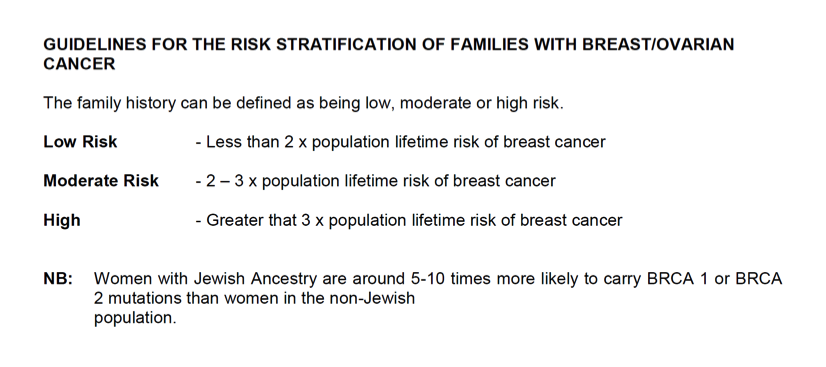 GUIDELINES FOR THE RISK STRATIFICATION OF FAMILIES WITH BREAST/OVARIAN
CANCER
The family history can be defined as being low, moderate or high risk.
Low Risk - Less than 2 x population lifetime risk of breast cancer
Moderate Risk - 2 – 3 x population lifetime risk of breast cancer
High - Greater that 3 x population lifetime risk of breast cancer
NB: Women with Jewish Ancestry are around 5-10 times more likely to carry BRCA 1 or BRCA
2 mutations than women in the non-Jewish
population.